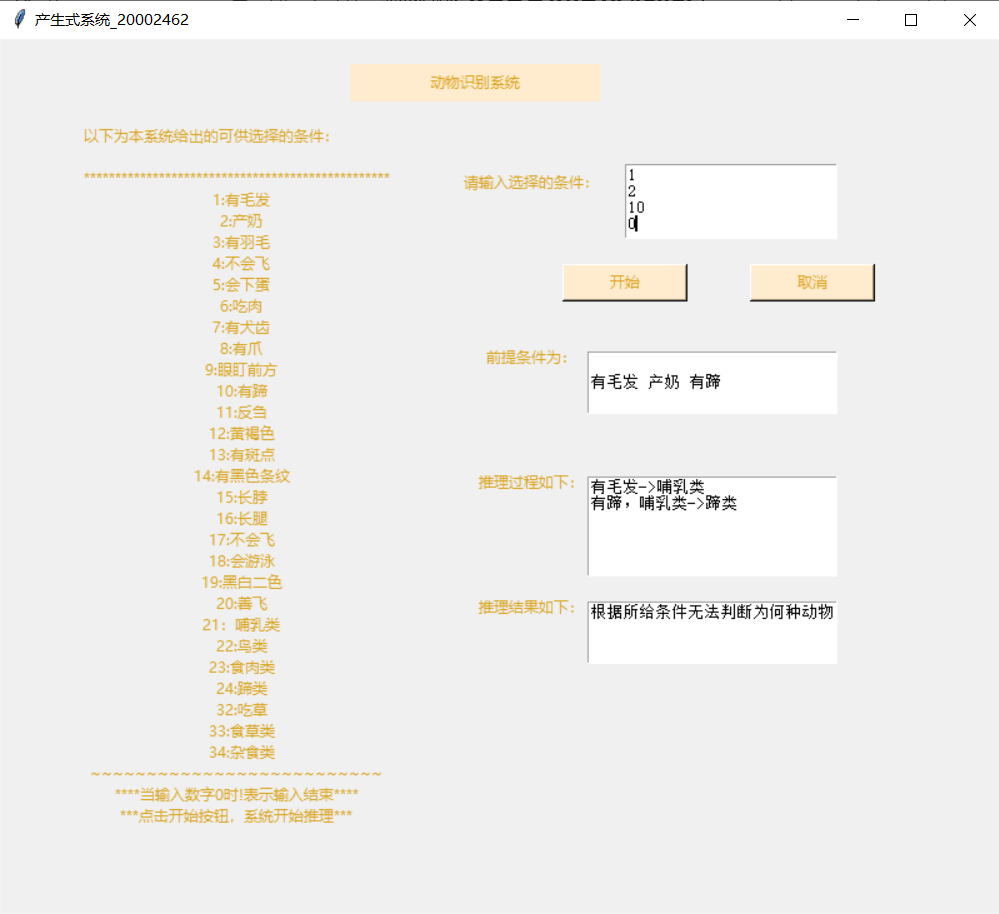 产生式系统_20002462
动物识别系统
以下为本系统给出的可供选择的条件：
*************************************************
1:有毛发
2:产奶
3:有羽毛
4:不会飞
5:会下蛋
6:吃肉
7:有犬齿
8:有爪
9:眼盯前方
10:有蹄
11:反刍
12:黄褐色
13:有斑点
14:有黑色条纹
15:长脖
16:长腿
17:不会飞
18:会游泳
19:黑白二色
20:善飞
21：哺乳类
22:鸟类
23:食肉类
24:蹄类
32:吃草
33:食草类
34:杂食类
~~~~~~~~~~~~~~~~~~~~~~~~~~
****当输入数字0时!表示输入结束****
***点击开始按钮，系统开始推理***
请输入选择的条件：
1
2
10
0
开始
取消
前提条件为：
有毛发 产奶 有蹄
推理过程如下：
有毛发->哺乳类
有蹄，哺乳类->蹄类
推理结果如下：
根据所给条件无法判断为何种动物